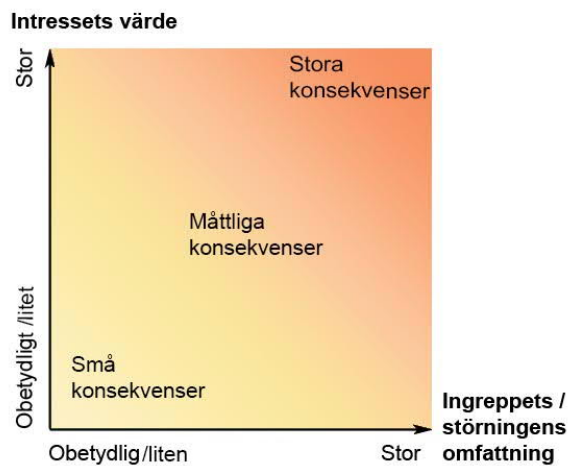 Intressets värde
Stor
Stora
konsekvenser
Måttliga
konsekvenser
Obetydligt /litet
Små
konsekvenser
Ingreppets /
störningens
omfattning
Obetydlig/liten
Stor